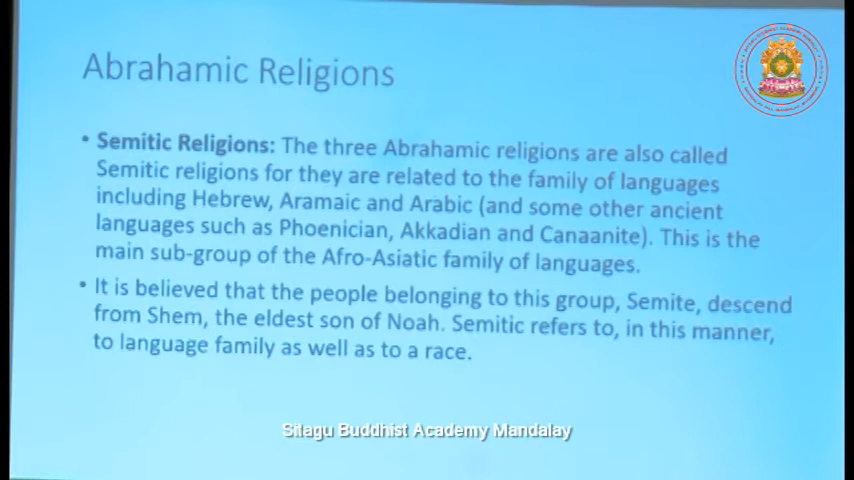 Abrahamic Religions
• Semitic Religions: The three Abrahamic religions are also called
Semitic religions for they are related to the family of languages
including Hebrew, Aramaic and Arabic (and some other ancient
languages such as Phoenician, Akkadian and Canaanite). This is the
main sub-group of the Afro-Asiatic family of languages.
• It is believed that the people belonging to this group, Semite, descend
from Shem, the eldest son of Noah. Semitic refers to, in this manner,
to language family as well as to a race.
Sitagu Buddhist Academy Mandalay